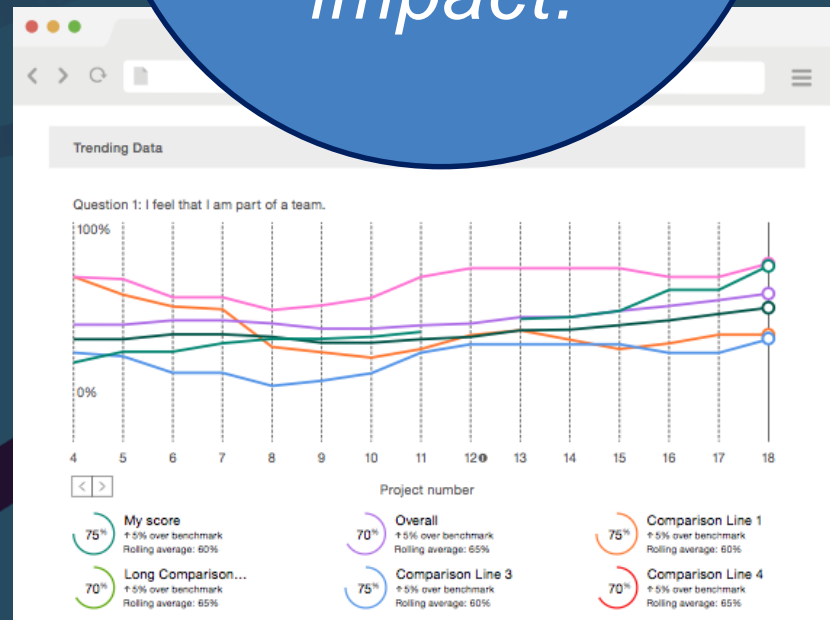 impact.
Trending Data
Question 1: I feel that I am part of a team.
100%
0%
4 5 6 7 8 9 10 11 12 13 14 15 16 17 18
Project number
75% My score
↑ 5% over benchmark
Rolling average: 60%
70% Overall
↑ 5% over benchmark
Rolling average: 65%
75% Comparison Line 1
↑ 5% over benchmark
Rolling average: 60%
70% Long Comparison...
↑ 5% over benchmark
Rolling average: 65%
75% Comparison Line 3
↑ 5% over benchmark
Rolling average: 60%
70% Comparison Line 4
↑ 5% over benchmark
Rolling average: 65%